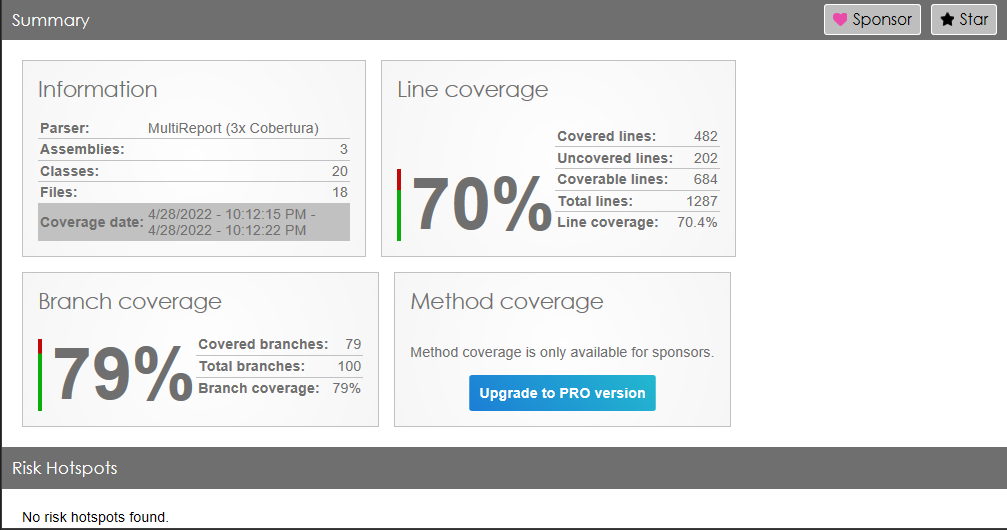 Summary
Sponsor
Star
Information
Parser: MultiReport (3x Cobertura)
Assemblies: 3
Classes: 20
Files: 18
Coverage date: 4/28/2022 - 10:12:15 PM -
4/28/2022 - 10:12:22 PM
Line coverage
70%
Covered lines: 482
Uncovered lines: 202
Coverable lines: 684
Total lines: 1287
Line coverage: 70.4%
Branch coverage
79%
Covered branches: 79
Total branches: 100
Branch coverage: 79%
Method coverage
Method coverage is only available for sponsors.
Upgrade to PRO version
Risk Hotspots
No risk hotspots found.